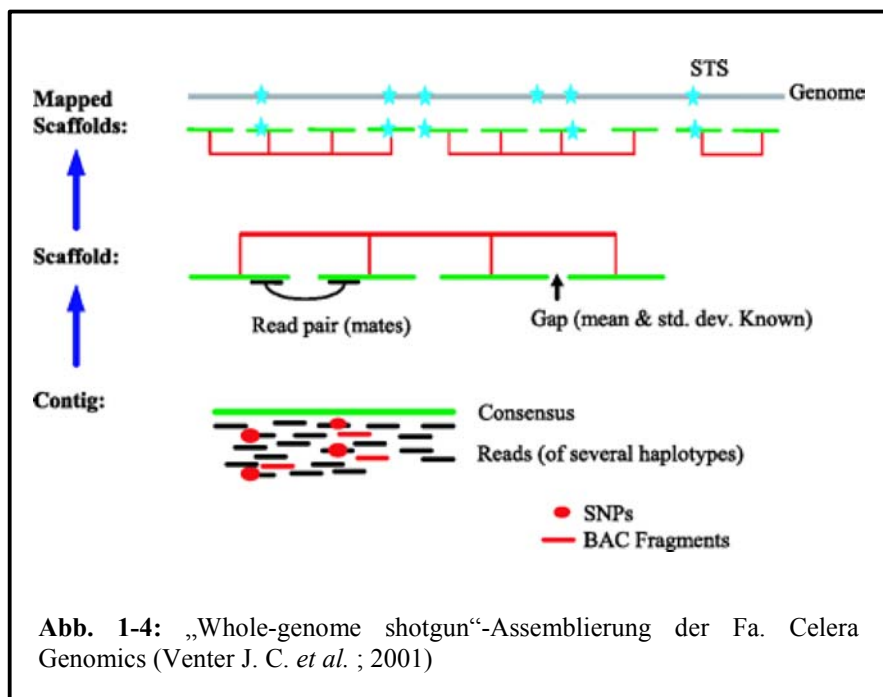 STS
Genome
Mapped
Scaffolds:
Scaffold:
Read pair (mates)
Gap (mean & std. dev. Known)
Contig:
Consensus
Reads (of several haplotypes)
SNPs
BAC Fragments
Abb. 1-4: „Whole-genome shotgun“-Assemblierung der Fa. Celera
Genomics (Venter J. C. et al. ; 2001)